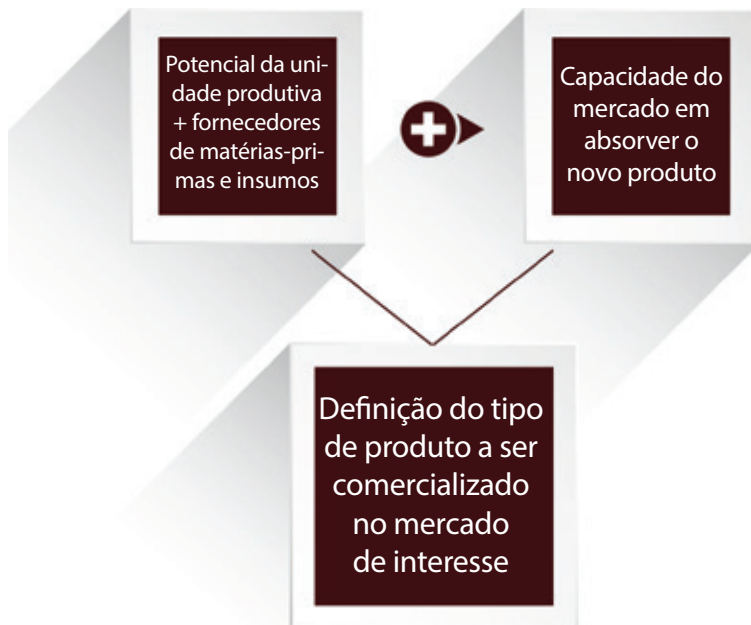 Potencial da uni-
dade produtiva
+ fornecedores
de matérias-pri-
mas e insumos
Capacidade do
mercado em
absorver o
novo produto
Definição do tipo
de produto a ser
comercializado
no mercado
de interesse